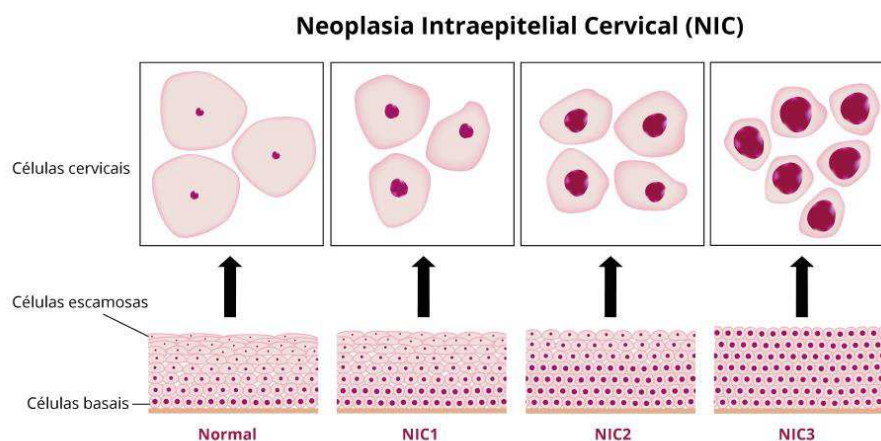 Neoplasia Intraepitelial Cervical (NIC)
Células cervicais
Células escamosas
Células basais
Normal
NIC1
NIC2
NIC3